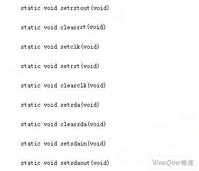 static void setrstout(void)
static void clearrst(void)
static void setclk(void)
static void setrst(void)
static void clearclk(void)
static void setsda(void)
static void clearsda(void)
static void setsdain(void)
static void setsdaout(void)
WeeQoo维库